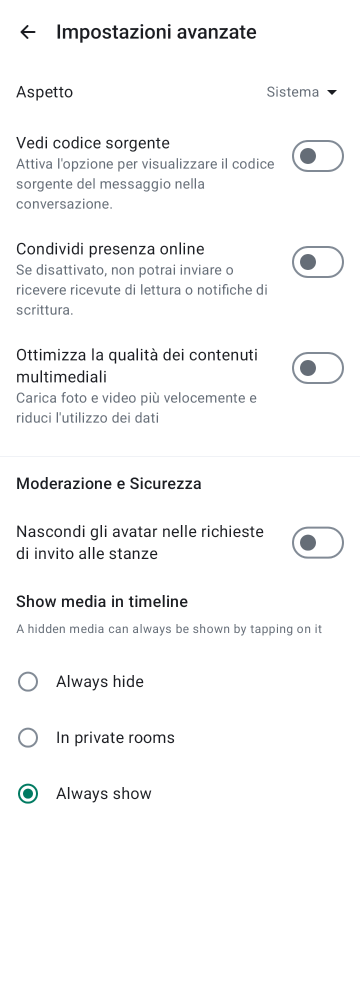 Impostazioni avanzate
Aspetto
Sistema
Vedi codice sorgente
Attiva l'opzione per visualizzare il codice
sorgente del messaggio nella
conversazione.
Condividi presenza online
Se disattivato, non potrai inviare o
ricevere ricevute di lettura o notifiche di
scrittura.
Ottimizza la qualità dei contenuti
multimediali
Carica foto e video più velocemente e
riduci l'utilizzo dei dati
Moderazione e Sicurezza
Nascondi gli avatar nelle richieste
di invito alle stanze
Show media in timeline
A hidden media can always be shown by tapping on it
Always hide
In private rooms
Always show